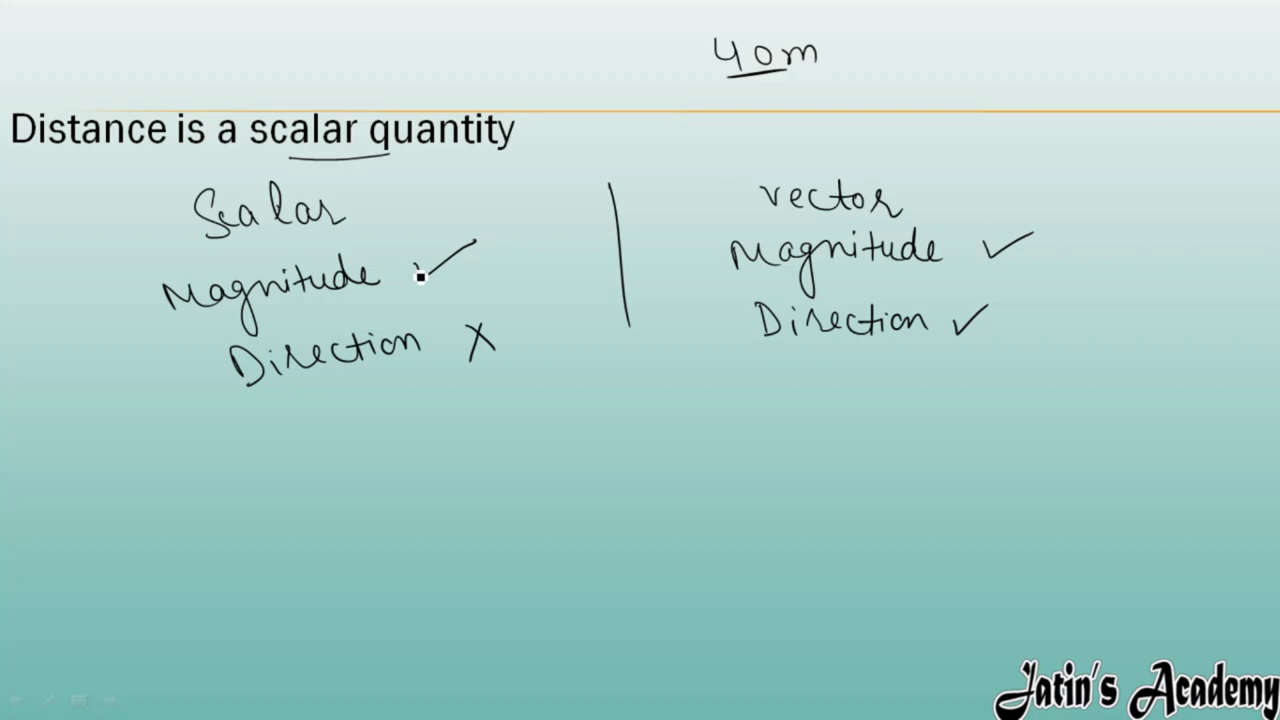 40m
Distance is a scalar quantity
Scalar
Magnitude ✓
Direction X
vector
Magnitude ✓
Direction ✓
Jatin's Academy